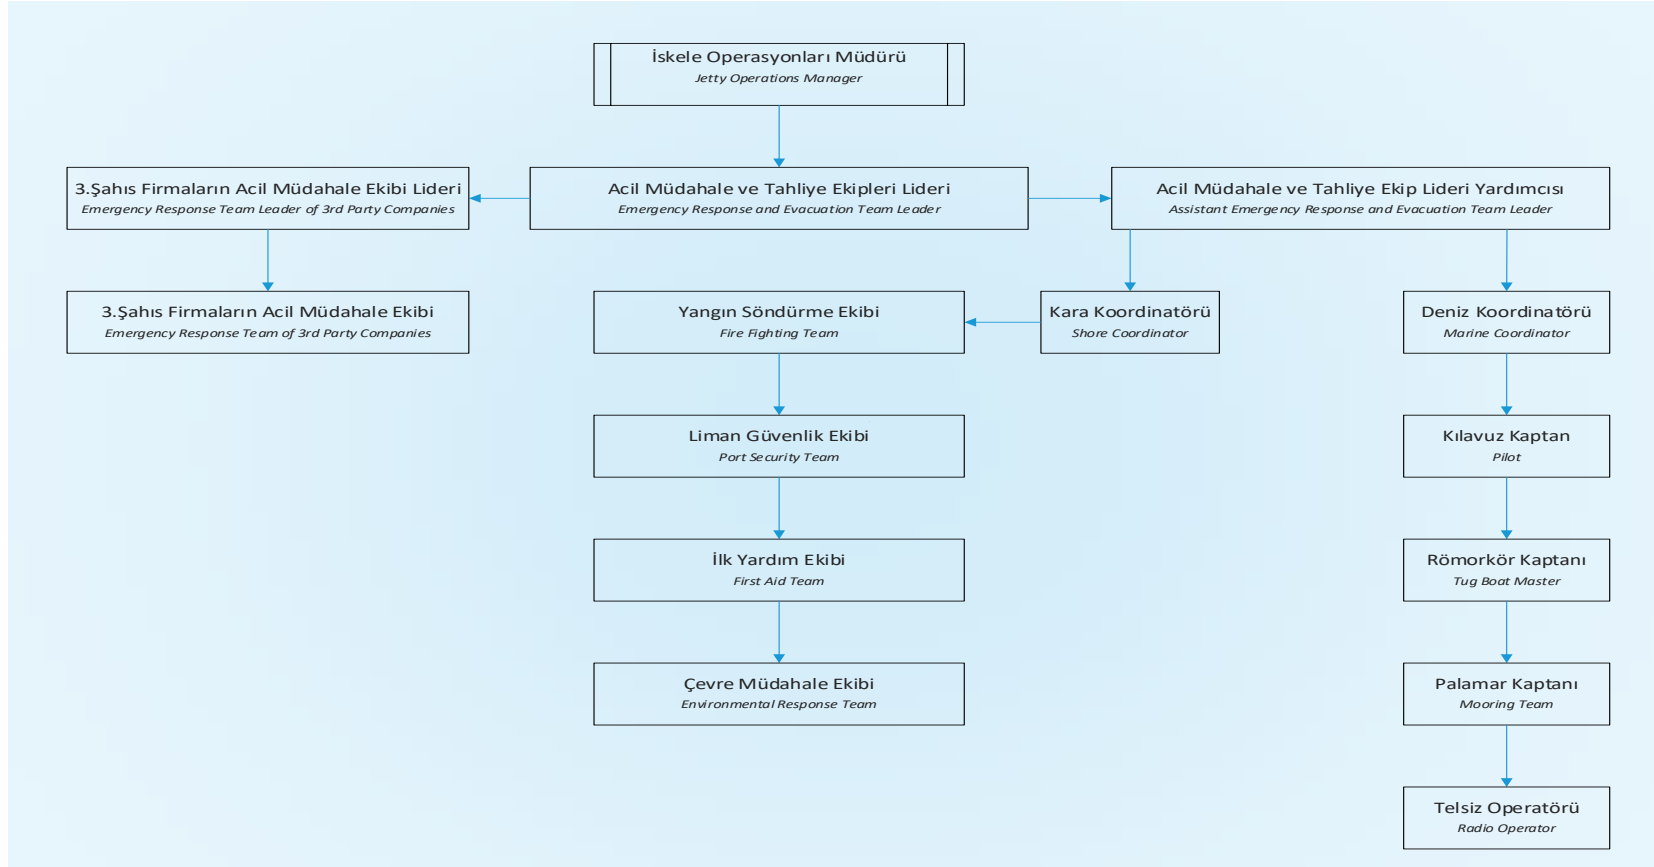 İskele Operasyonları Müdürü
Jetty Operations Manager
3.Şahıs Firmaların Acil Müdahale Ekibi Lideri
Emergency Response Team Leader of 3rd Party Companies
Acil Müdahale ve Tahliye Ekipleri Lideri
Emergency Response and Evacuation Team Leader
Acil Müdahale ve Tahliye Ekip Lideri Yardımcısı
Assistant Emergency Response and Evacuation Team Leader
3.Şahıs Firmaların Acil Müdahale Ekibi
Emergency Response Team of 3rd Party Companies
Yangın Söndürme Ekibi
Fire Fighting Team
Kara Koordinatörü
Shore Coordinator
Deniz Koordinatörü
Marine Coordinator
Liman Güvenlik Ekibi
Port Security Team
Kılavuz Kaptan
Pilot
İlk Yardım Ekibi
First Aid Team
Römorkör Kaptanı
Tug Boat Master
Çevre Müdahale Ekibi
Environmental Response Team
Palamar Kaptanı
Mooring Team
Telsiz Operatörü
Radio Operator